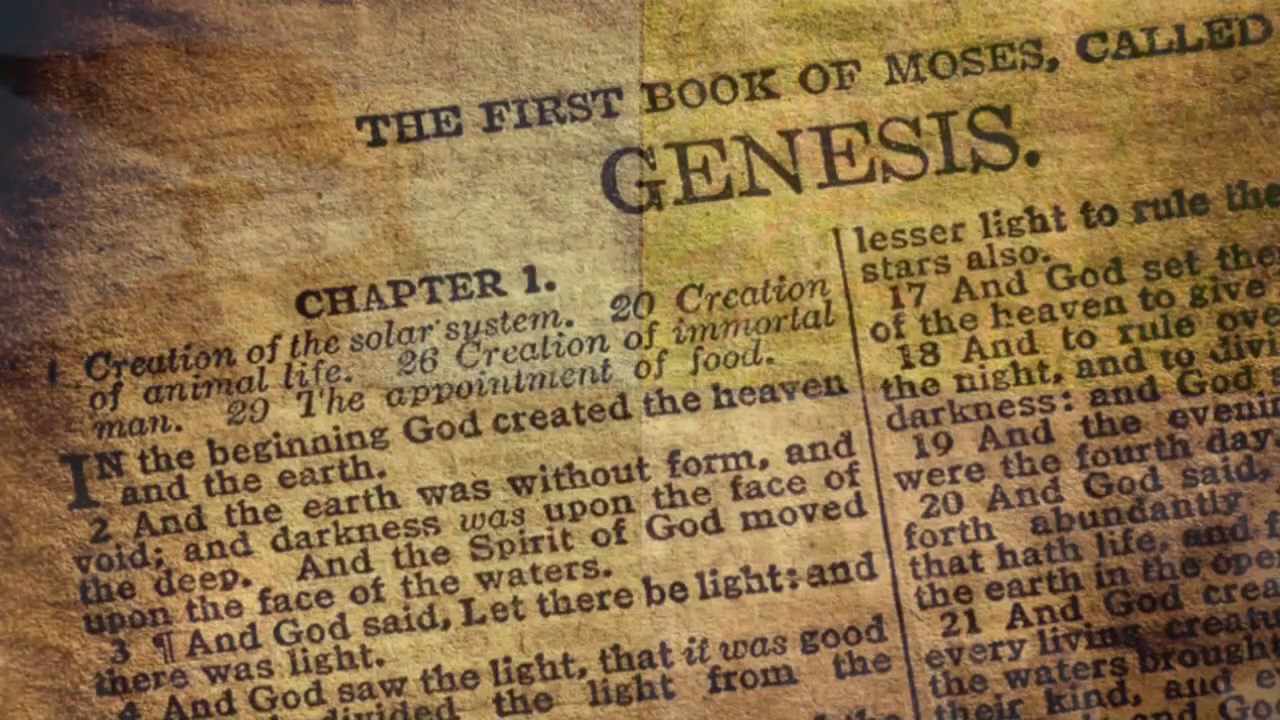 THE FIRST BOOK OF MOSES, CALLED
GENESIS.
CHAPTER 1.
1 Creation of the solar system. 20 Creation
of animal life. 26 Creation of immortal
man. 29 The appointment of food.
IN the beginning God created the heaven
and the earth.
2 And the earth was without form, and
void; and darkness was upon the face of
the deep. And the Spirit of God moved
upon the face of the waters.
3 ¶ And God said, Let there be light: and
there was light.
4 And God saw the light, that it was good
divided the light from the
the
lesser light to rule the
stars also.
17 And God set the
of the heaven to give
18 And to rule ove
the night, and to divi
darkness: and God s
19 And the evenin
were the fourth day
20 And God said,
forth abundantly
that hath life, and f
the earth in the ope
21 And God crea
every living creatu
the waters brought
their kind, and e
and Go